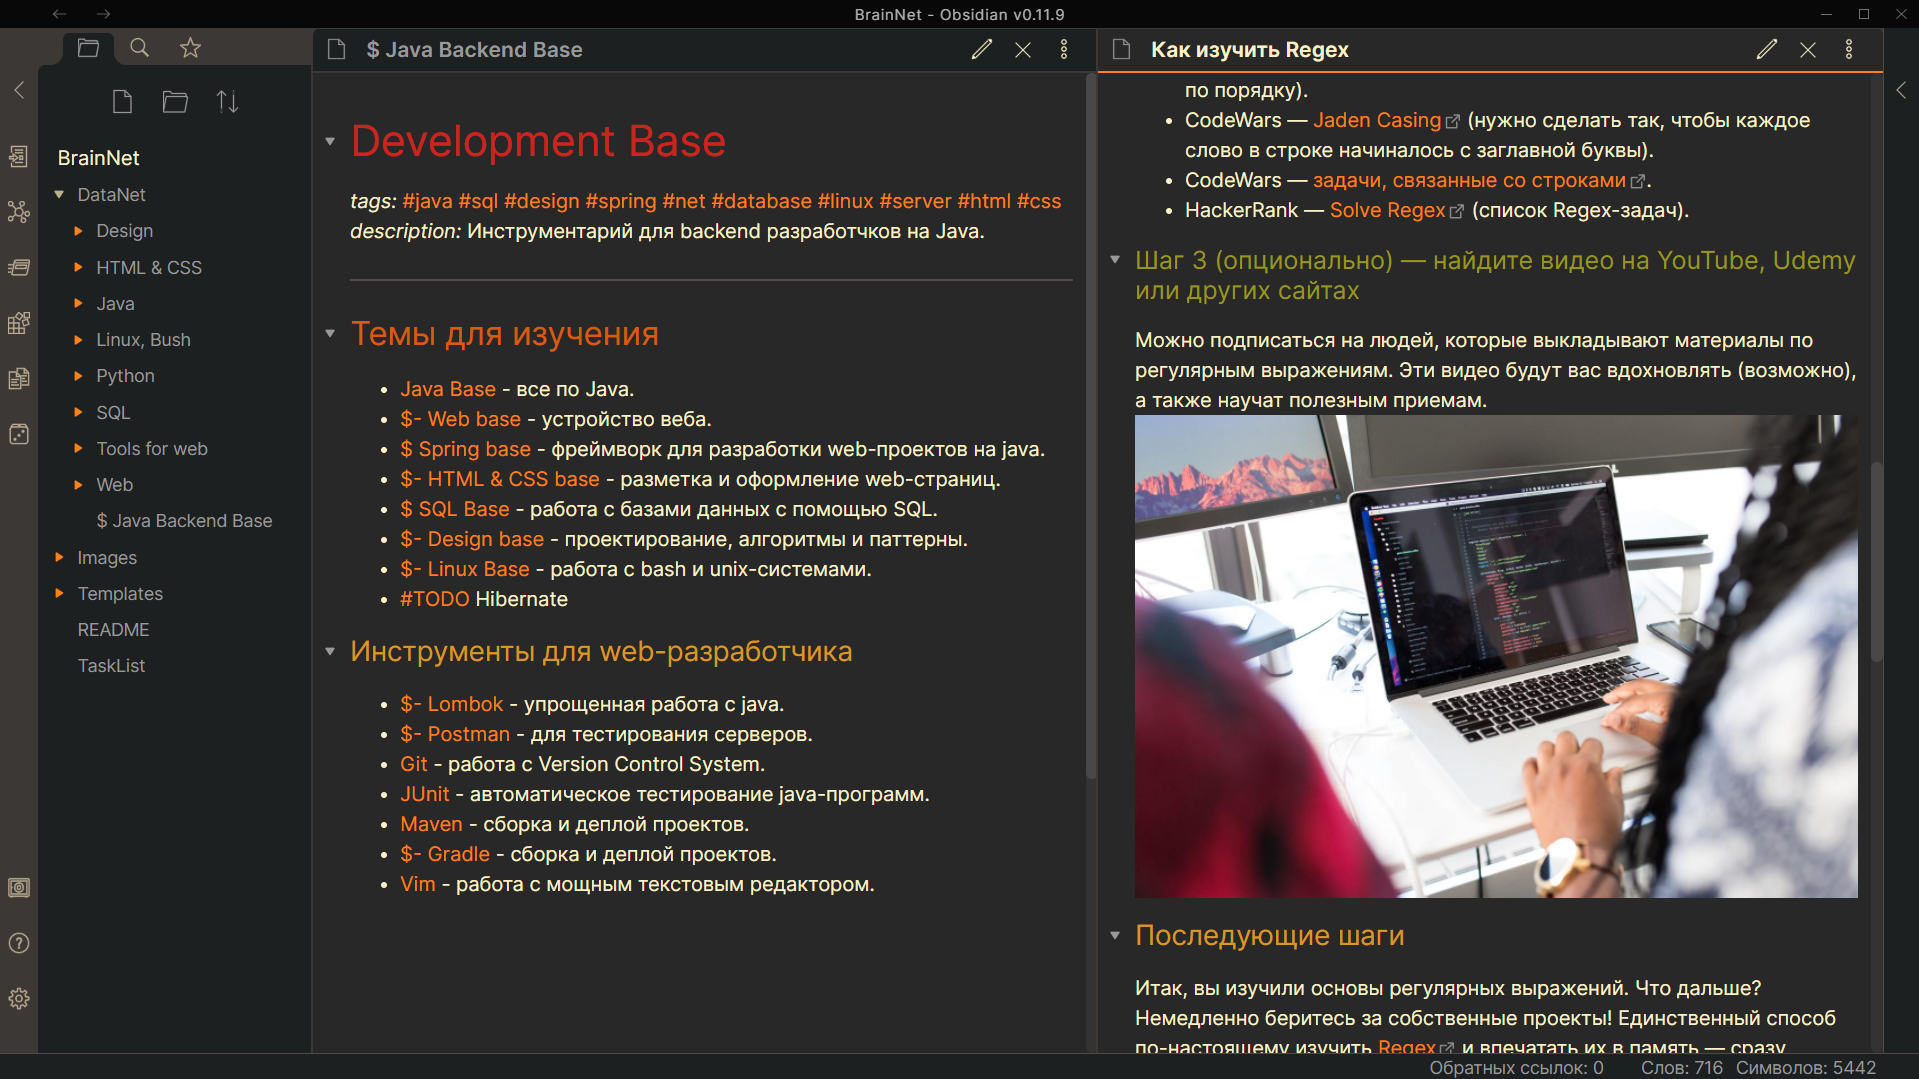 BrainNet - Obsidian v0.11.9
BrainNet
DataNet
Design
HTML & CSS
Java
Linux, Bush
Python
SQL
Tools for web
Web
$ Java Backend Base
Images
Templates
README
TaskList
$ Java Backend Base
Development Base
tags: #java #sql #design #spring #net #database #linux #server #html #css
description: Инструментарий для backend разработчков на Java.
Темы для изучения
Java Base - все по Java.
$- Web base - устройство веба.
$ Spring base - фреймворк для разработки web-проектов на java.
$- HTML & CSS base - разметка и оформление web-страниц.
$ SQL Base - работа с базами данных с помощью SQL.
$- Design base - проектирование, алгоритмы и паттерны.
$- Linux Base - работа с bash и unix-системами.
#TODO Hibernate
Инструменты для web-разработчика
$- Lombok - упрощенная работа с java.
$- Postman - для тестирования серверов.
Git - работа с Version Control System.
JUnit - автоматическое тестирование java-программ.
Maven - сборка и деплой проектов.
$- Gradle - сборка и деплой проектов.
Vim - работа с мощным текстовым редактором.
Как изучить Regex
по порядку).
CodeWars — Jaden Casing (нужно сделать так, чтобы каждое
слово в строке начиналось с заглавной буквы).
CodeWars — задачи, связанные со строками.
HackerRank — Solve Regex (список Regex-задач).
Шаг 3 (опционально) — найдите видео на YouTube, Udemy
или других сайтах
Можно подписаться на людей, которые выкладывают материалы по
регулярным выражениям. Эти видео будут вас вдохновлять (возможно),
а также научат полезным приемам.
Последующие шаги
Итак, вы изучили основы регулярных выражений. Что дальше?
Немедленно беритесь за собственные проекты! Единственный способ
по-настоящему изучить Regex и впечатать их в память — сразу
Обратных ссылок: 0
Слов: 716
Символов: 5442